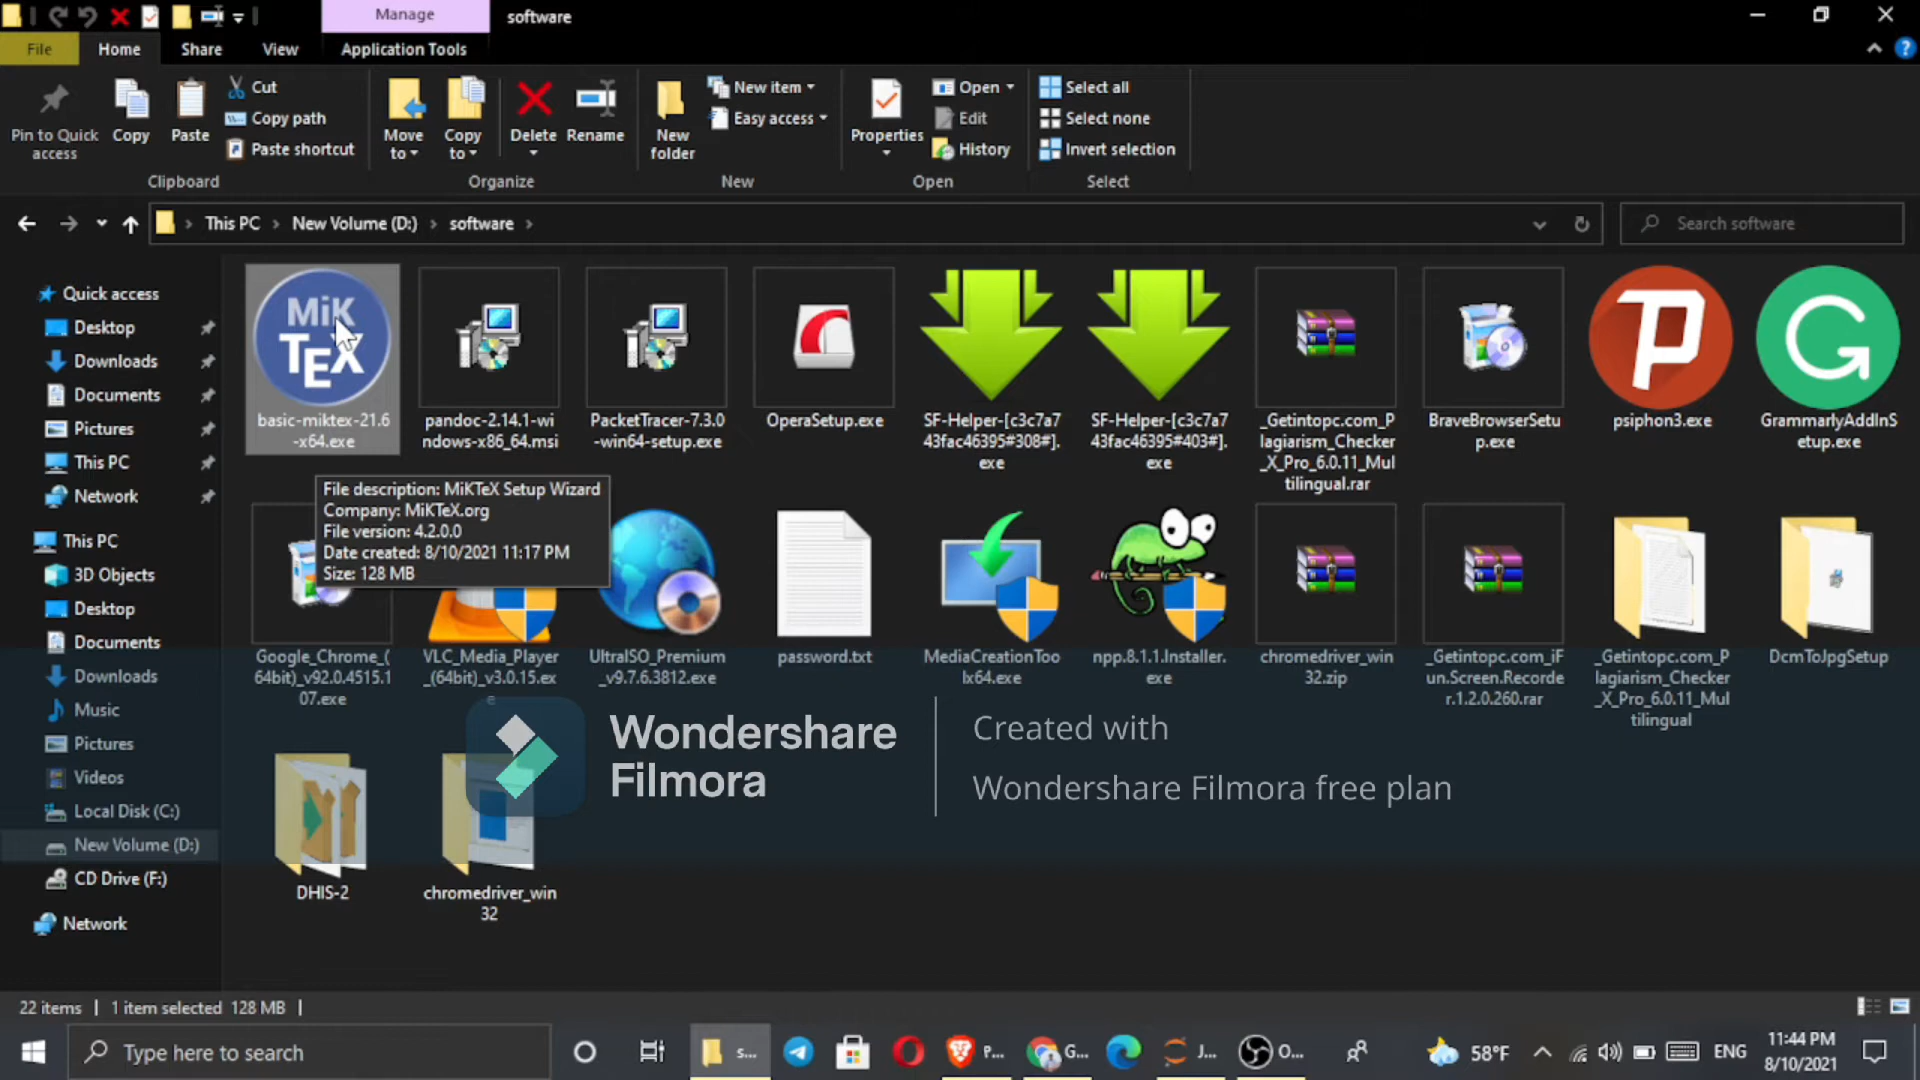 Manage
software
File
Home
Share
View
Application Tools
Pin to Quick
access
Copy
Paste
Cut
Copy path
Paste shortcut
Clipboard
Move
to
Copy
to
Delete
Rename
Organize
New
folder
New item
Easy access
New
Properties
Open
Edit
History
Open
Select all
Select none
Invert selection
Select
This PC
New Volume (D:)
software
Search software
Quick access
Desktop
Downloads
Documents
Pictures
This PC
Network
This PC
3D Objects
Desktop
Documents
Downloads
Music
Pictures
Videos
Local Disk (C:)
New Volume (D:)
CD Drive (F:)
Network
MiK
TEX
basic-miktex-21.6
-x64.exe
pandoc-2.14.1-wi
ndows-x86_64.msi
PacketTracer-7.3.0
-win64-setup.exe
OperaSetup.exe
SF-Helper-[c3c7a7
43fac46395#308#].
exe
SF-Helper-[c3c7a7
43fac46395#403#].
exe
_Getintopc.com_P
lagiarism_Checker
_X_Pro_6.0.11_Mul
tilingual.rar
BraveBrowserSetu
p.exe
P
psiphon3.exe
G
GrammarlyAddInS
etup.exe
File description: MiKTeX Setup Wizard
Company: MiKTeX.org
File version: 4.2.0.0
Date created: 8/10/2021 11:17 PM
Size: 128 MB
Google_Chrome_(
64bit)_v92.0.4515.1
07.exe
VLC_Media_Player
_(64bit)_v3.0.15.ex
e
UltraISO_Premium
_v9.7.6.3812.exe
password.txt
MediaCreationToo
lx64.exe
npp.8.1.1.Installer.
exe
chromedriver_win
32.zip
_Getintopc.com_iF
un.Screen.Recorde
r.1.2.0.260.rar
_Getintopc.com_P
lagiarism_Checker
_X_Pro_6.0.11_Mul
tilingual
DcmToJpgSetup
Wondershare
Filmora
Created with
Wondershare Filmora free plan
DHIS-2
chromedriver_win
32
22 items
1 item selected 128 MB
Type here to search
s...
P...
G...
J...
O...
58°F
ENG
11:44 PM
8/10/2021